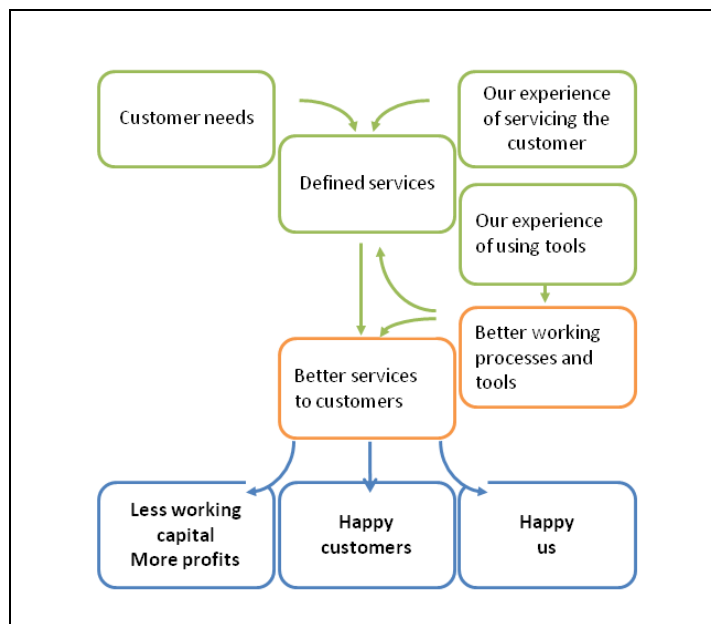 Customer needs
Our experience
of servicing the
customer
Defined services
Our experience
of using tools
Better working
processes and
tools
Better services
to customers
Less working
capital
More profits
Happy
customers
Happy
us